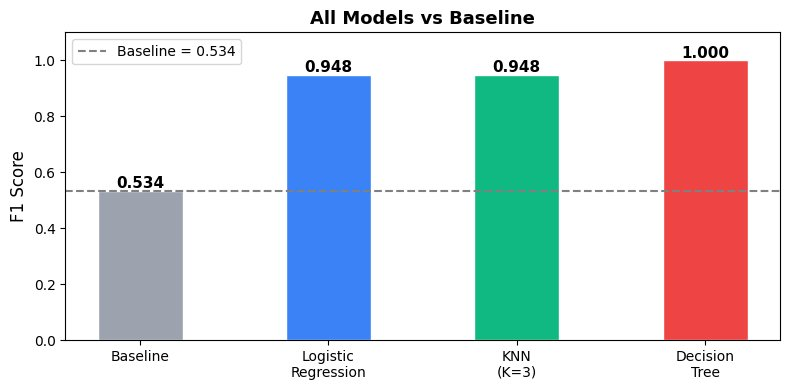 All Models vs Baseline
Baseline = 0.534
F1 Score
1.0
0.8
0.6
0.4
0.2
0.0
0.534
0.948
0.948
1.000
Baseline
Logistic
Regression
KNN
(K=3)
Decision
Tree